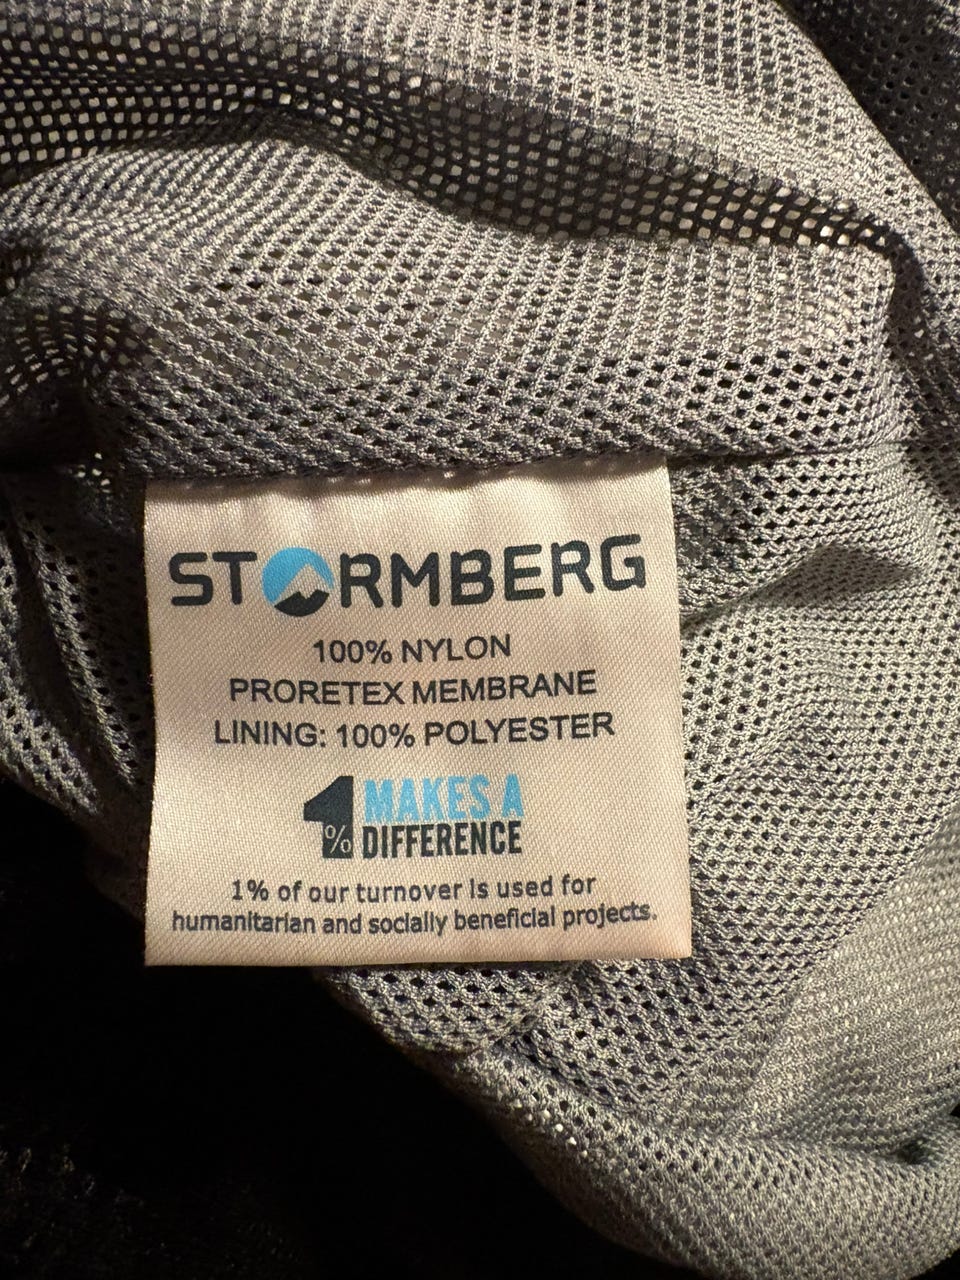 STORMBERG
100% NYLON
PRORETEX MEMBRANE
LINING: 100% POLYESTER
1% MAKES A
DIFFERENCE
1% of our turnover is used for
humanitarian and socially beneficial projects.